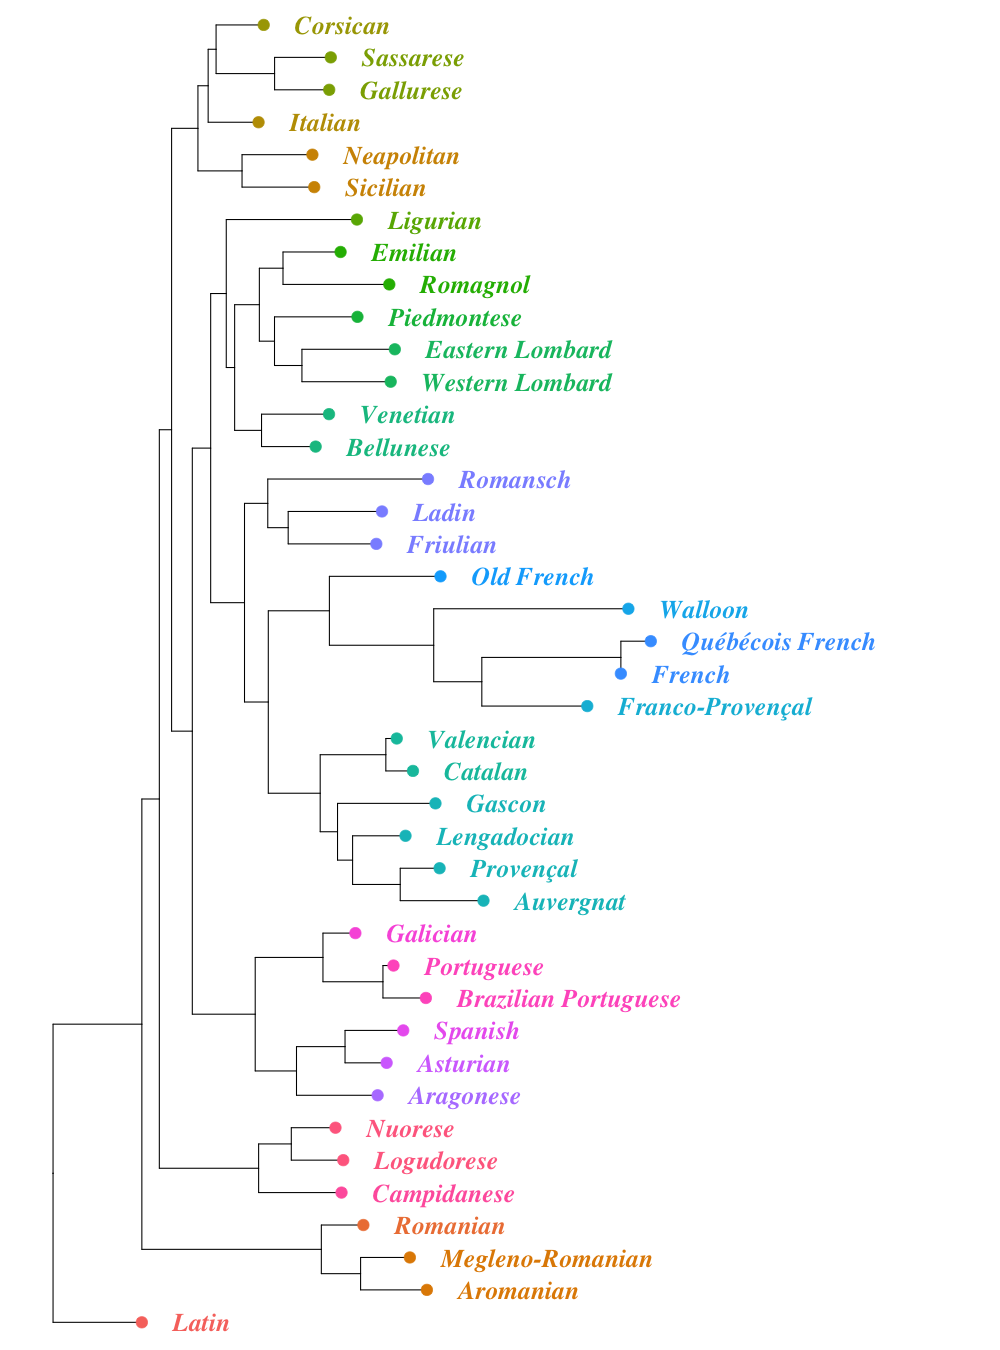 Corsican
Sassarese
Gallurese
Italian
Neapolitan
Sicilian
Ligurian
Emilian
Romagnol
Piedmontese
Eastern Lombard
Western Lombard
Venetian
Bellunese
Romansch
Ladin
Friulian
Old French
Walloon
Québécois French
French
Franco-Provençal
Valencian
Catalan
Gascon
Lengadocian
Provençal
Auvergnat
Galician
Portuguese
Brazilian Portuguese
Spanish
Asturian
Aragonese
Nuorese
Logudorese
Campidanese
Romanian
Megleno-Romanian
Aromanian
Latin